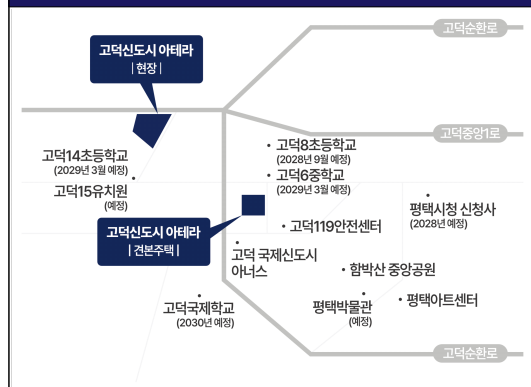 고덕순환로
고덕신도시 아테라
| 현장 |
고덕중앙1로
고덕8초등학교
(2028년 9월 예정)
고덕14초등학교
(2029년 3월 예정)
고덕6중학교
(2029년 3월 예정)
고덕15유치원
(예정)
평택시청 신청사
(2028년 예정)
고덕119안전센터
고덕신도시 아테라
| 견본주택 |
고덕 국제신도시
아너스
함박산 중앙공원
고덕국제학교
(2030년 예정)
평택박물관
(예정)
평택아트센터
고덕순환로